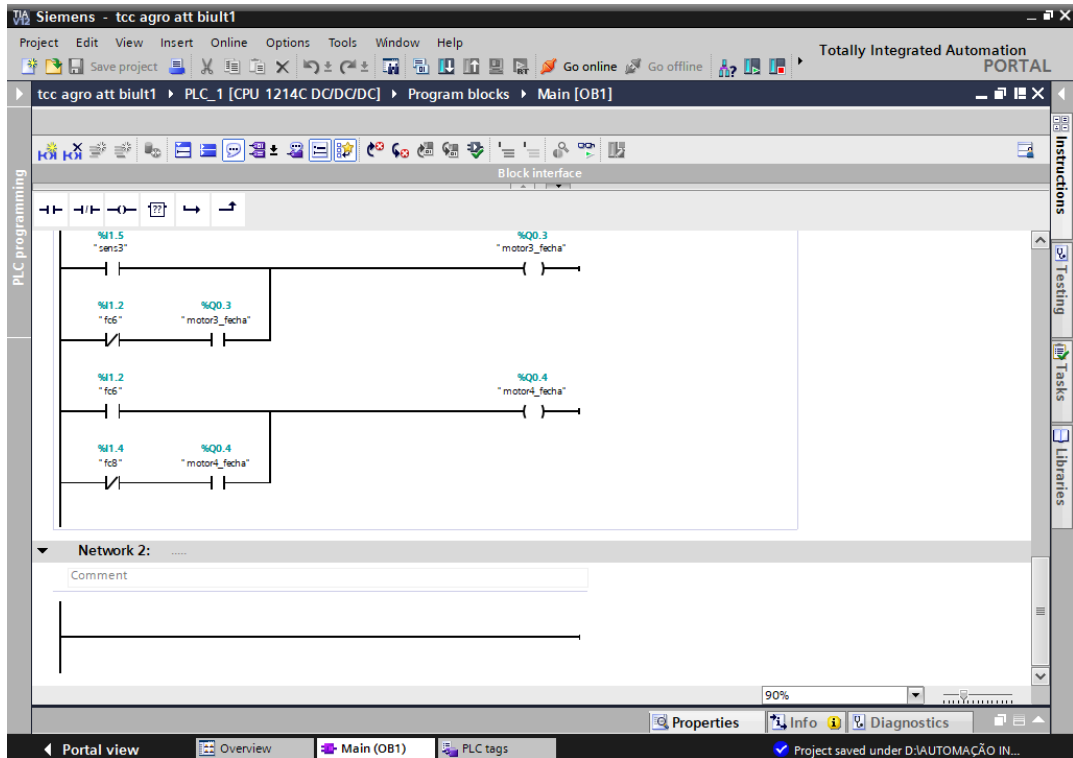 Siemens - tcc agro att biult1
Project Edit View Insert Online Options Tools Window Help
Totally Integrated Automation
PORTAL
Save project Go online Go offline
tcc agro att biult1 PLC_1 [CPU 1214C DC/DC/DC] Program blocks Main [OB1]
Block interface
PLC programming
Instructions
Testing
Tasks
Libraries
??
%I1.5 %Q0.3
"sens3" "motor3_fecha"
%I1.2 %Q0.3
"fc6" "motor3_fecha"
%I1.2 %Q0.4
"fc6" "motor4_fecha"
%I1.4 %Q0.4
"fc8" "motor4_fecha"
Network 2: .....
Comment
90%
Properties Info Diagnostics
Portal view Overview Main (OB1) PLC tags Project saved under D:\AUTOMAÇÃO IN...